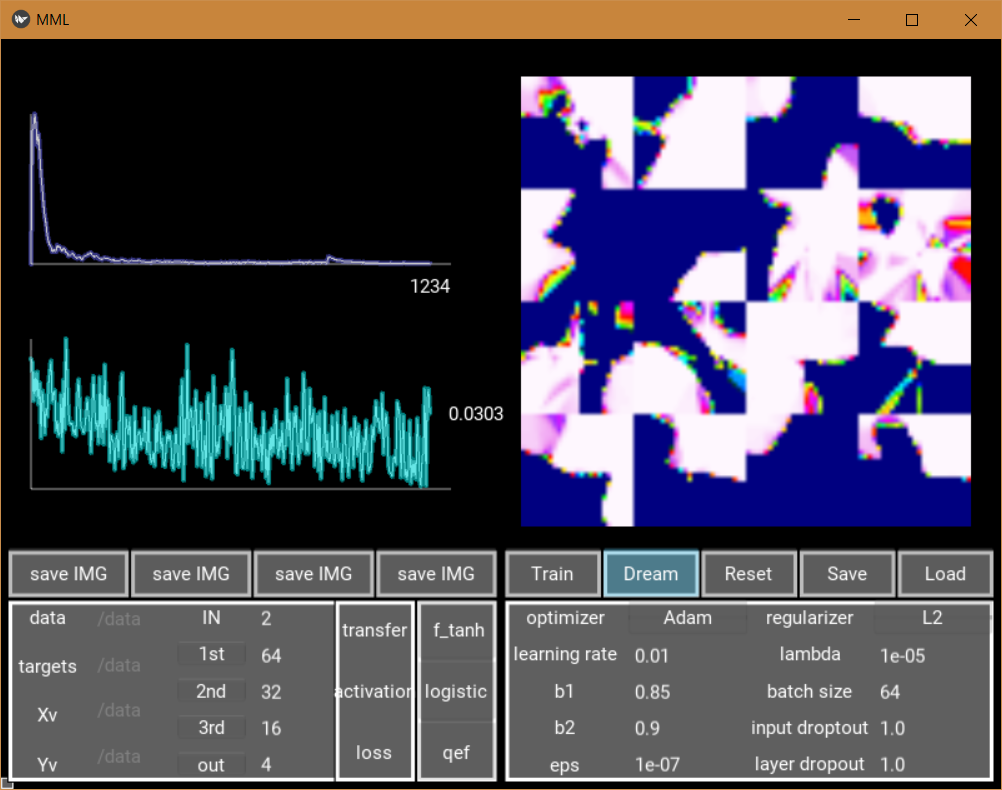 MML
1234
0.0303
save IMG save IMG save IMG save IMG Train Dream Reset Save Load
data /data IN 2 transfer f_tanh optimizer Adam regularizer L2
targets /data 1st 64 activation logistic learning rate 0.01 lambda 1e-05
Xv /data 2nd 32 loss qef b1 0.85 batch size 64
Yv /data 3rd 16 b2 0.9 input droptout 1.0
out 4 eps 1e-07 layer dropout 1.0